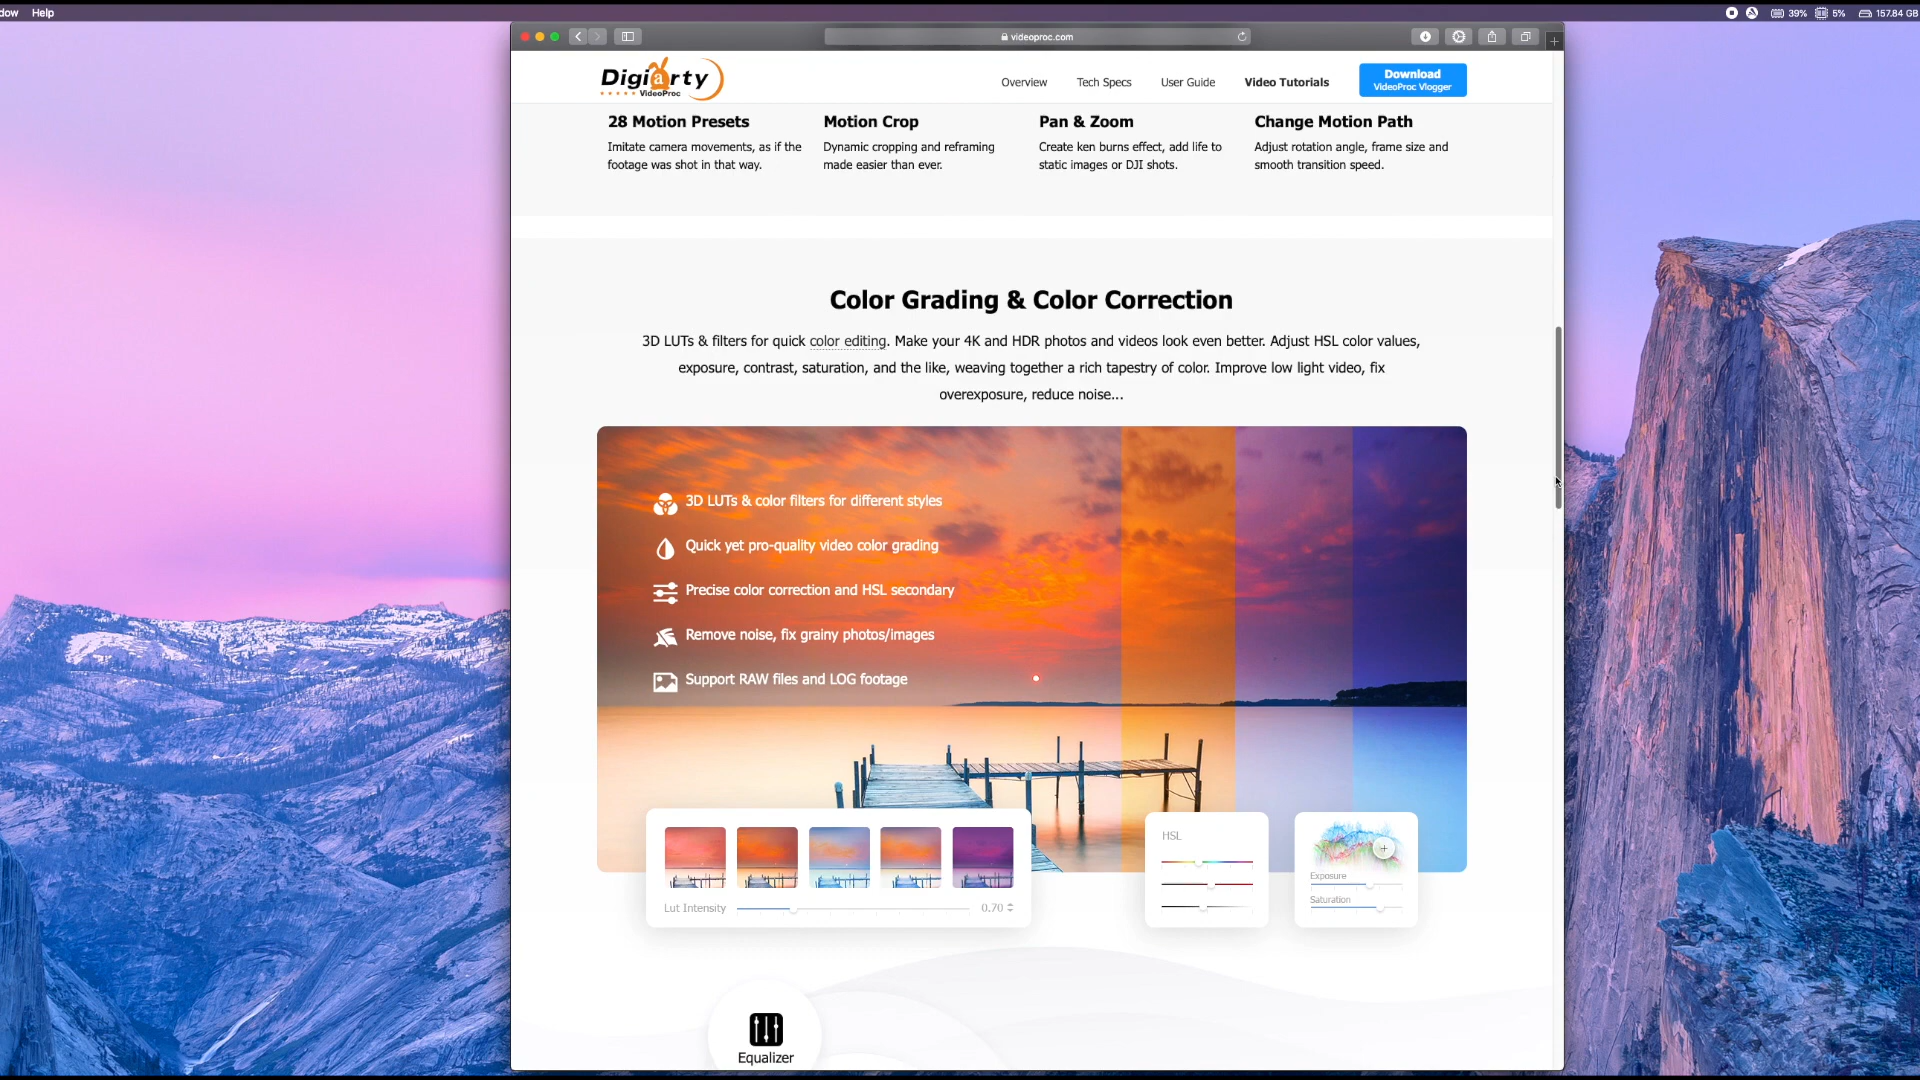 dow Help
39% 5% 157.84 GB
videoproc.com
Digiarty
VideoProc
Overview Tech Specs User Guide Video Tutorials
Download
VideoProc Vlogger
28 Motion Presets
Imitate camera movements, as if the
footage was shot in that way.
Motion Crop
Dynamic cropping and reframing
made easier than ever.
Pan & Zoom
Create ken burns effect, add life to
static images or DJI shots.
Change Motion Path
Adjust rotation angle, frame size and
smooth transition speed.
Color Grading & Color Correction
3D LUTs & filters for quick color editing. Make your 4K and HDR photos and videos look even better. Adjust HSL color values,
exposure, contrast, saturation, and the like, weaving together a rich tapestry of color. Improve low light video, fix
overexposure, reduce noise...
3D LUTs & color filters for different styles
Quick yet pro-quality video color grading
Precise color correction and HSL secondary
Remove noise, fix grainy photos/images
Support RAW files and LOG footage
Lut Intensity 0.70
HSL
Exposure
Saturation
Equalizer